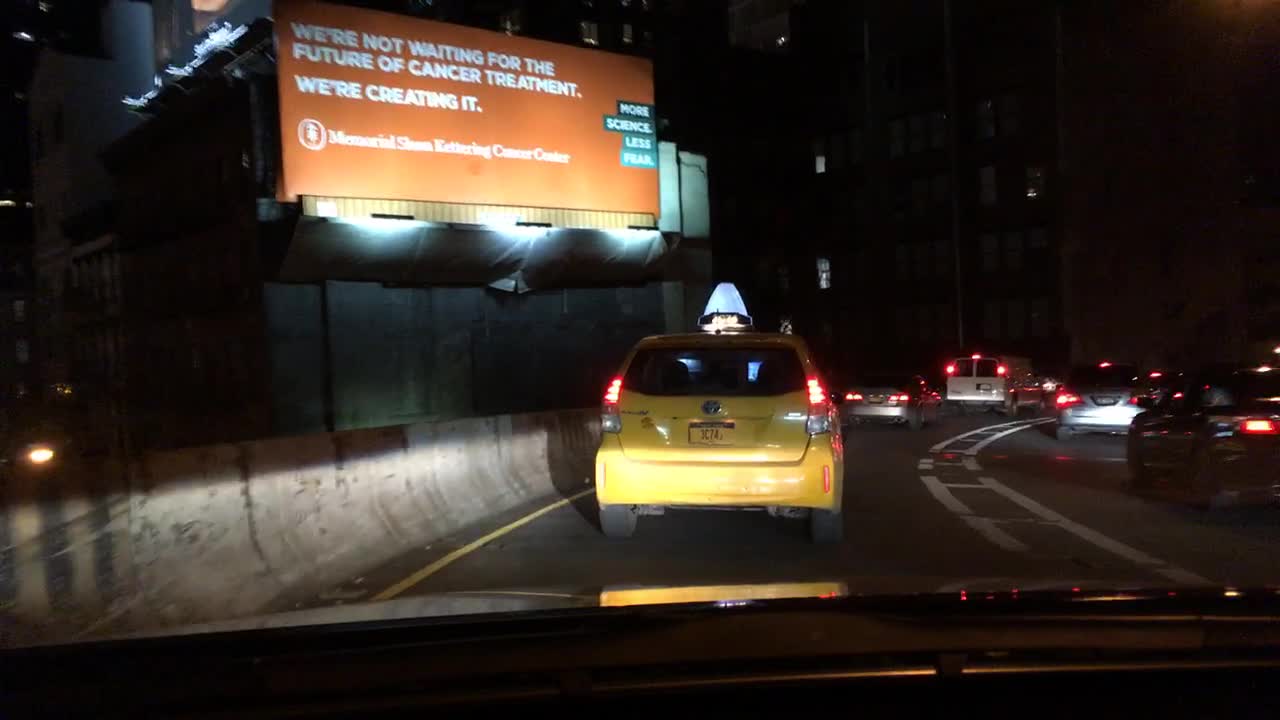 WE'RE NOT WAITING FOR THE
FUTURE OF CANCER TREATMENT.
WE'RE CREATING IT.
Memorial Sloan Kettering Cancer Center
MORE
SCIENCE.
LESS
FEAR.